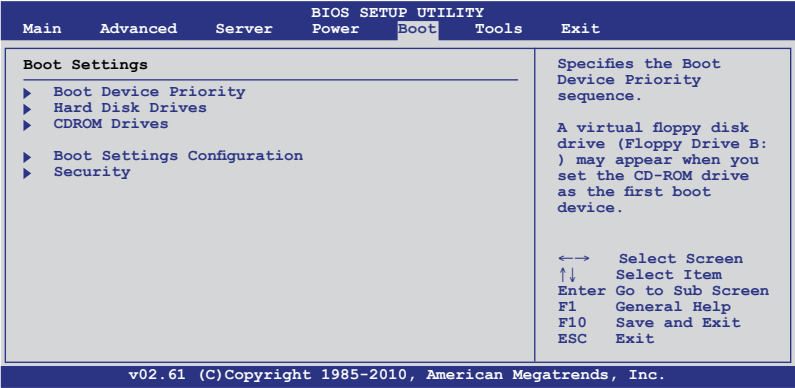 BIOS SETUP UTILITY
Main Advanced Server Power Boot Tools Exit
Boot Settings
Boot Device Priority
Hard Disk Drives
CDROM Drives
Boot Settings Configuration
Security
Specifies the Boot
Device Priority
sequence.
A virtual floppy disk
drive (Floppy Drive B:
) may appear when you
set the CD-ROM drive
as the first boot
device.
←→ Select Screen
↑↓ Select Item
Enter Go to Sub Screen
F1 General Help
F10 Save and Exit
ESC Exit
v02.61 (C)Copyright 1985-2010, American Megatrends, Inc.